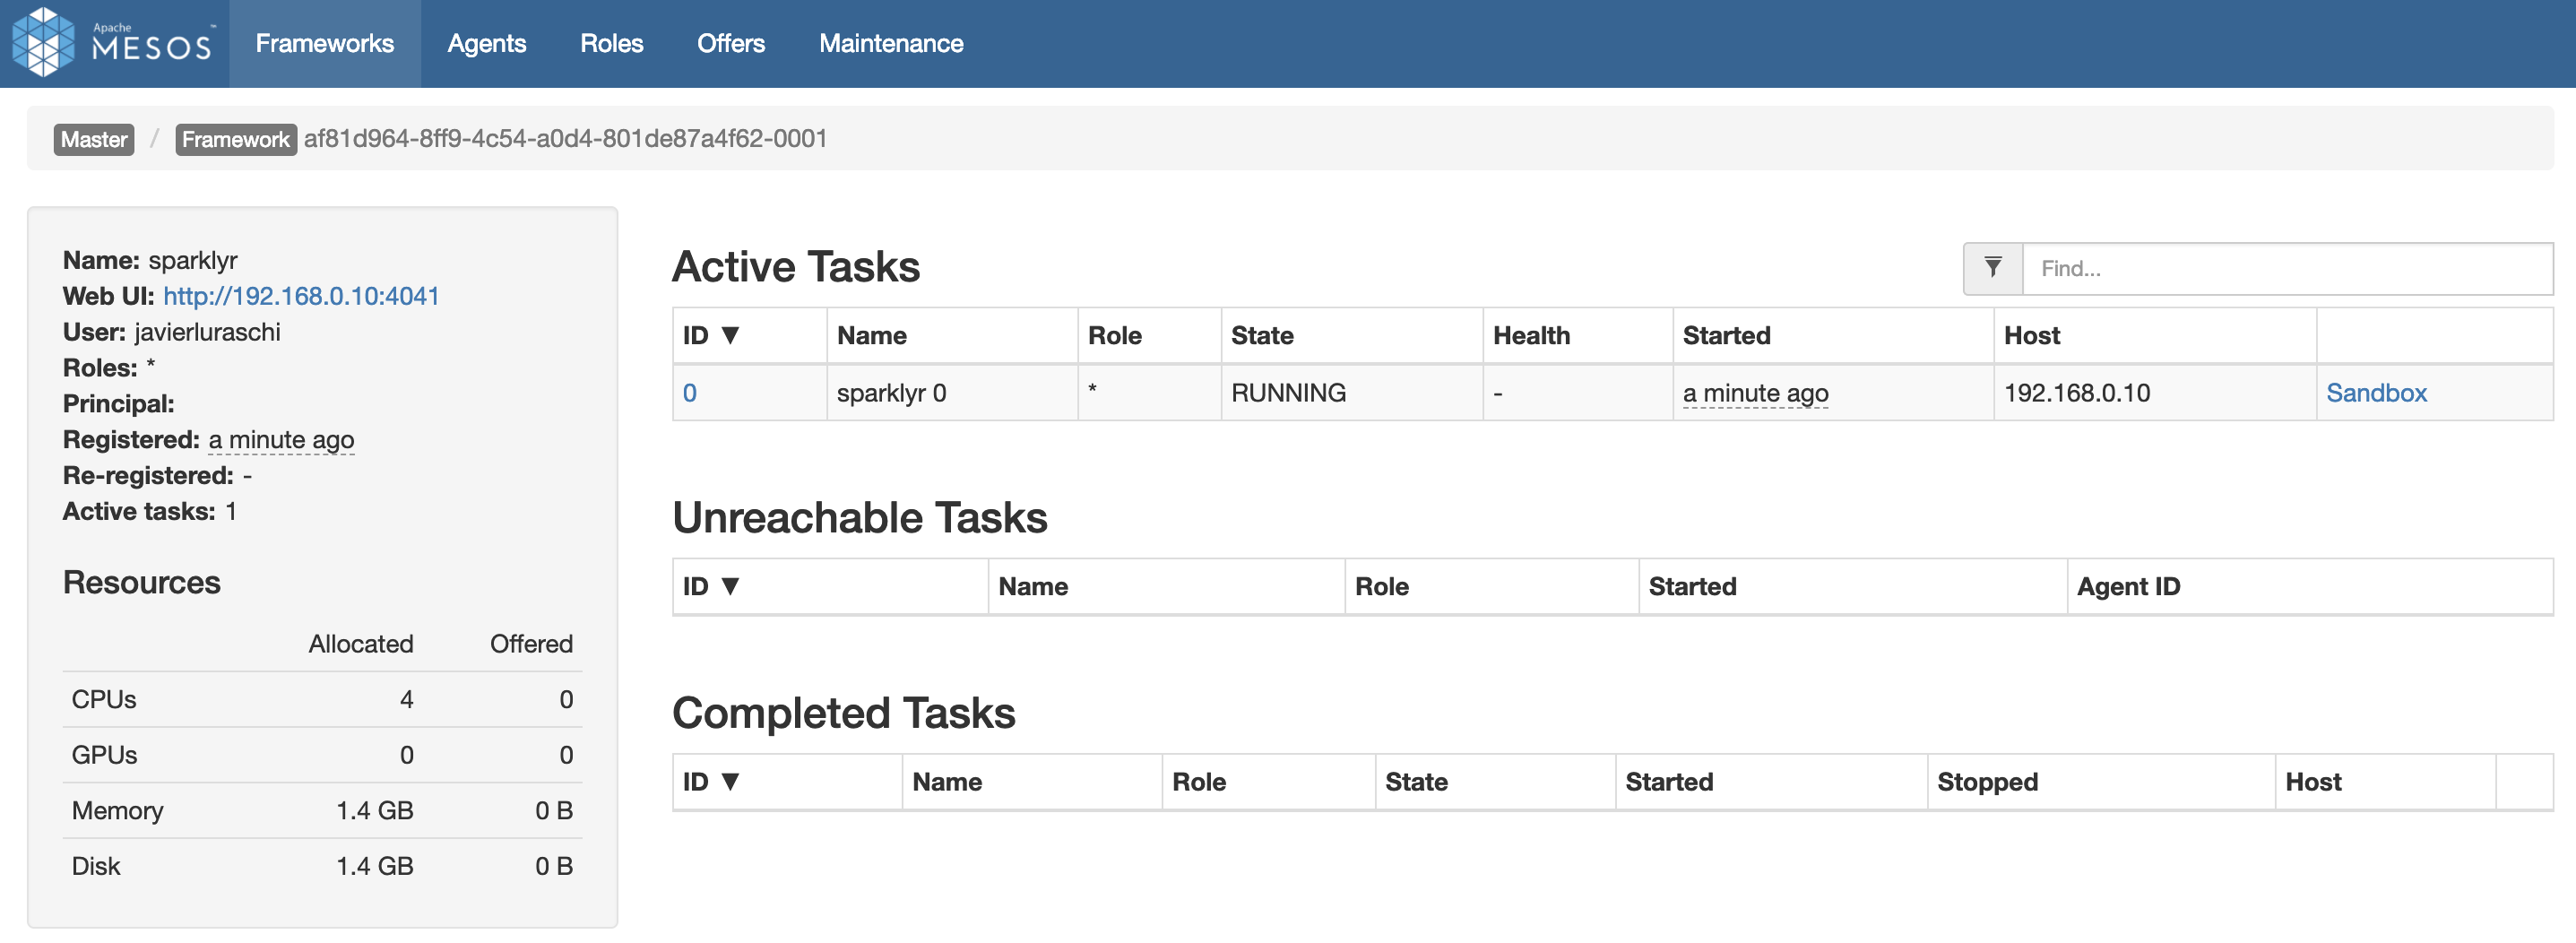 Apache MESOS™ Frameworks Agents Roles Offers Maintenance
Master / Framework af81d964-8ff9-4c54-a0d4-801de87a4f62-0001
Name: sparklyr
Web UI: http://192.168.0.10:4041
User: javierluraschi
Roles: *
Principal:
Registered: a minute ago
Re-registered: -
Active tasks: 1
Resources
Allocated Offered
CPUs 4 0
GPUs 0 0
Memory 1.4 GB 0 B
Disk 1.4 GB 0 B
Active Tasks
Find...
ID ▼ Name Role State Health Started Host
0 sparklyr 0 * RUNNING - a minute ago 192.168.0.10 Sandbox
Unreachable Tasks
ID ▼ Name Role Started Agent ID
Completed Tasks
ID ▼ Name Role State Started Stopped Host